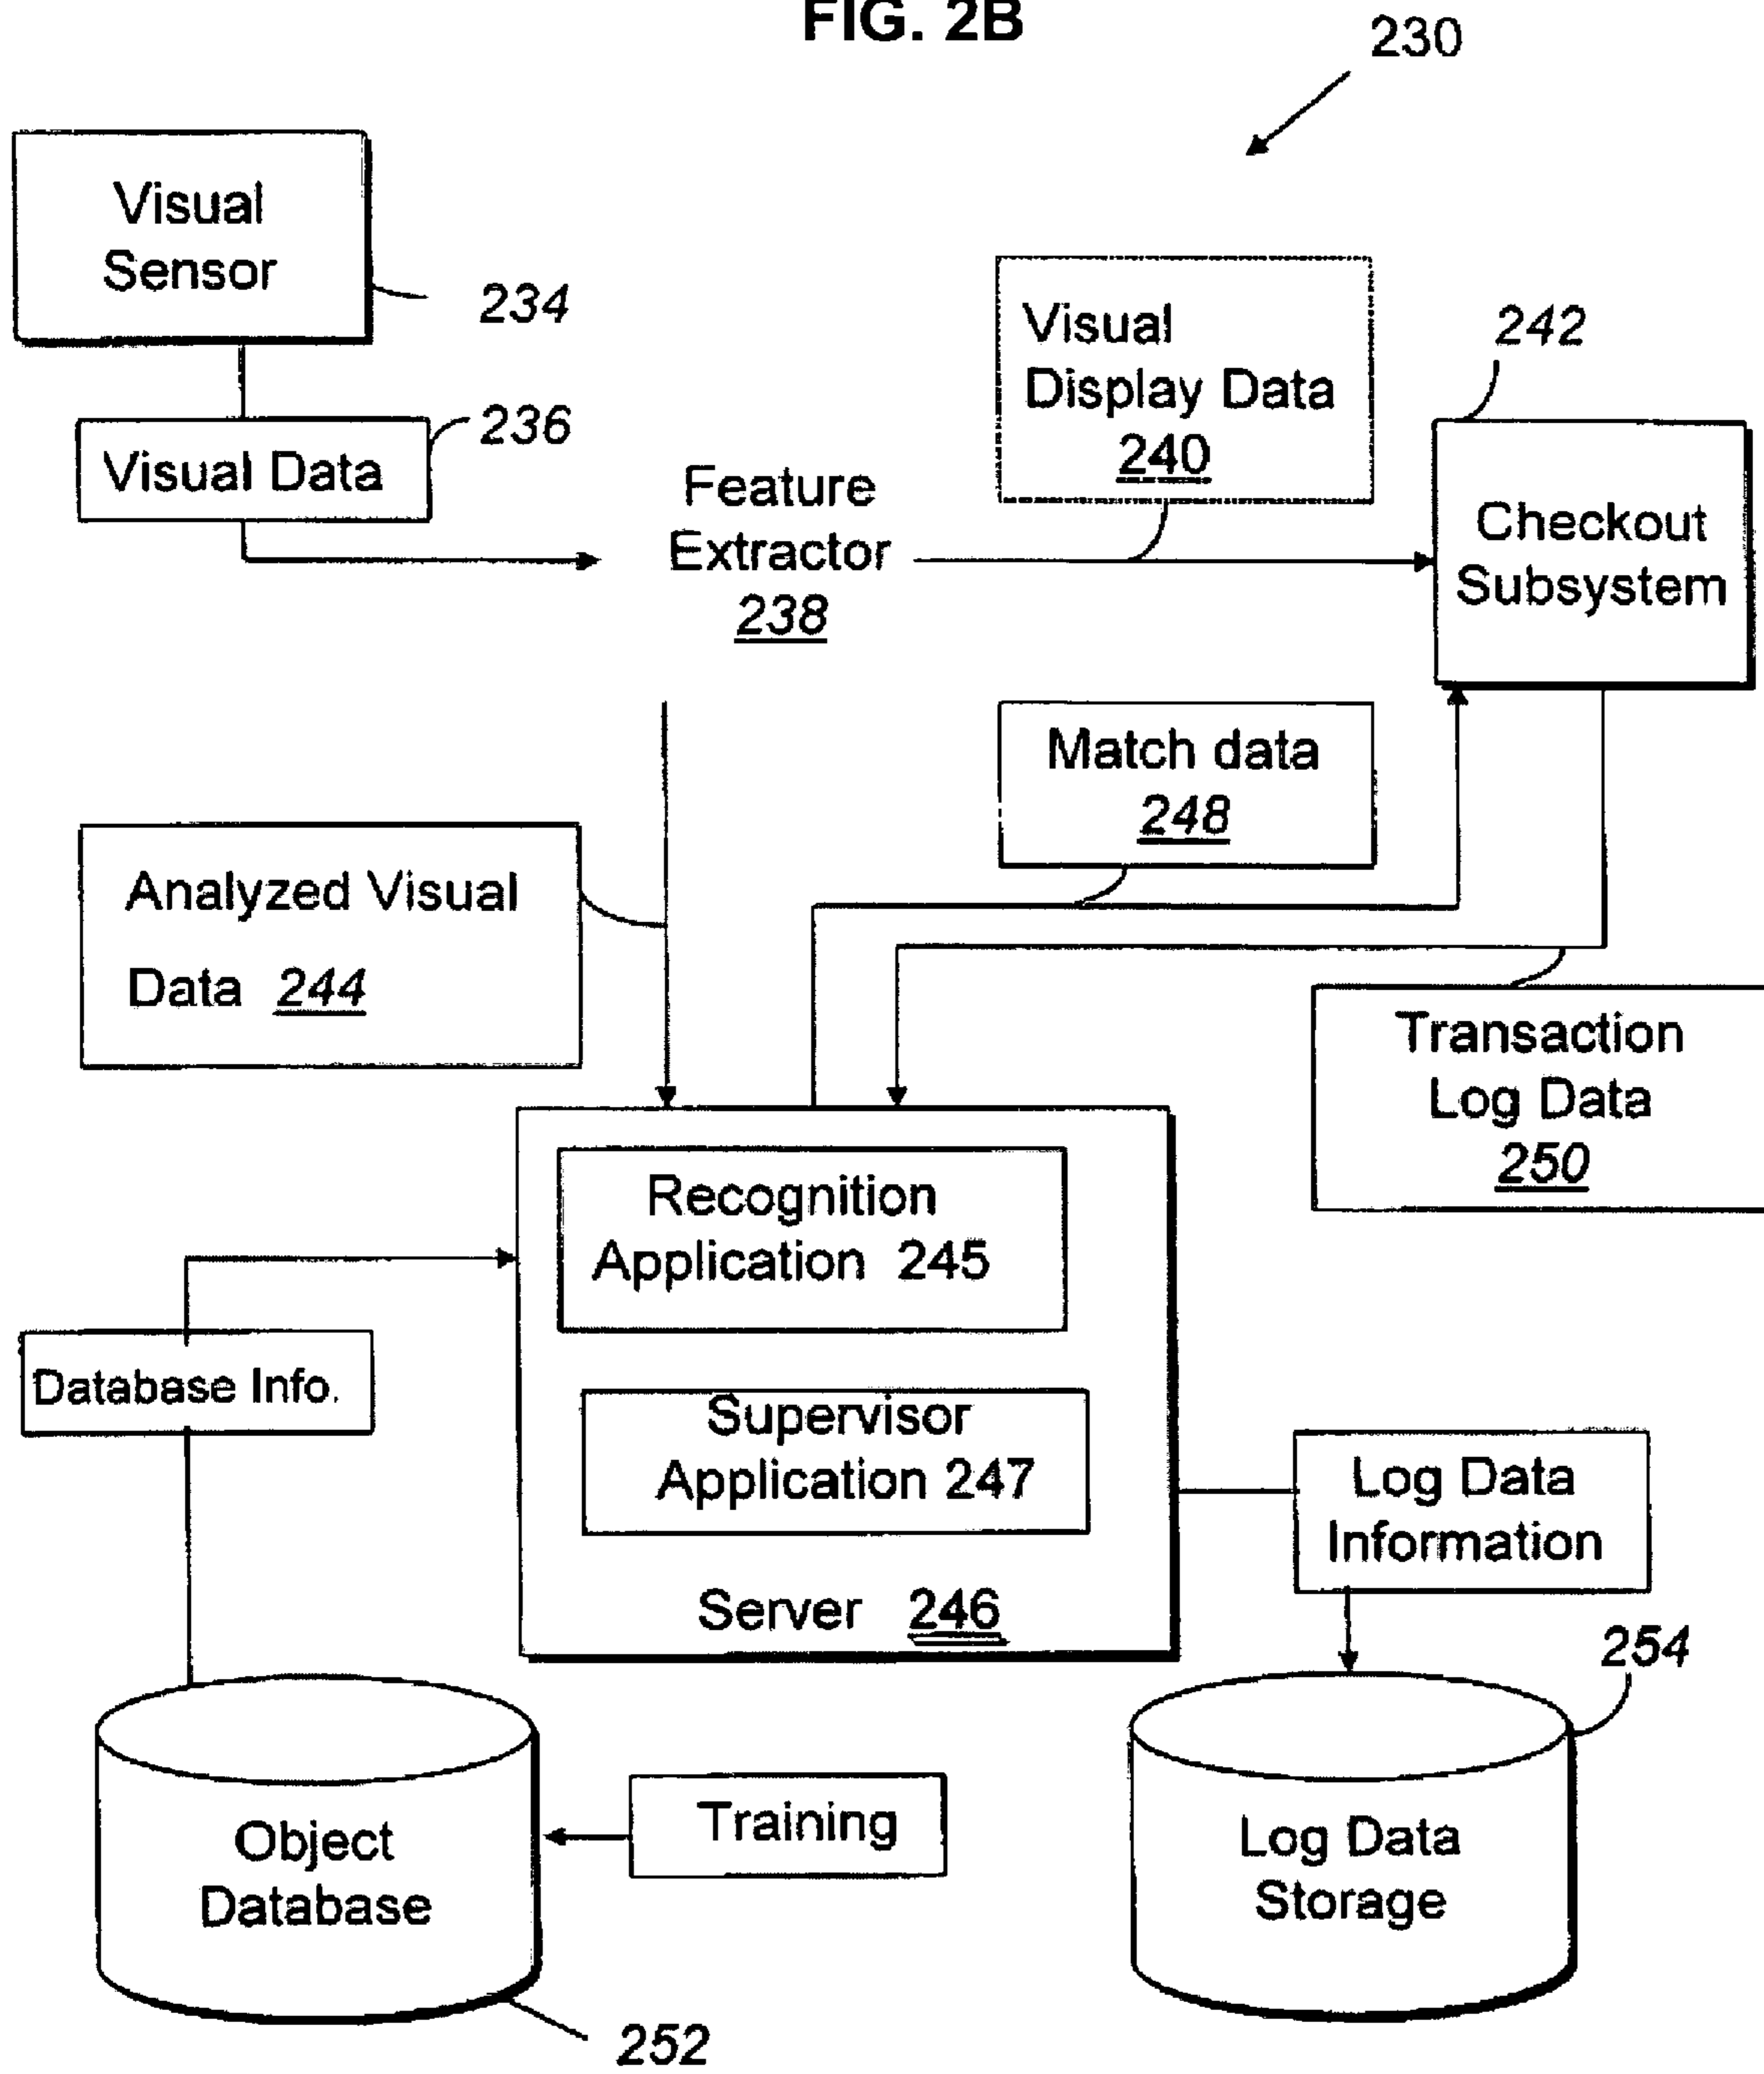 FIG. 2B
230
Visual
Sensor
234
Visual Data
236
Feature
Extractor
238
Visual
Display Data
240
242
Checkout
Subsystem
Match data
248
Analyzed Visual
Data 244
Transaction
Log Data
250
Recognition
Application 245
Supervisor
Application 247
Server 246
Database Info.
Log Data
Information
254
Object
Database
252
Training
Log Data
Storage